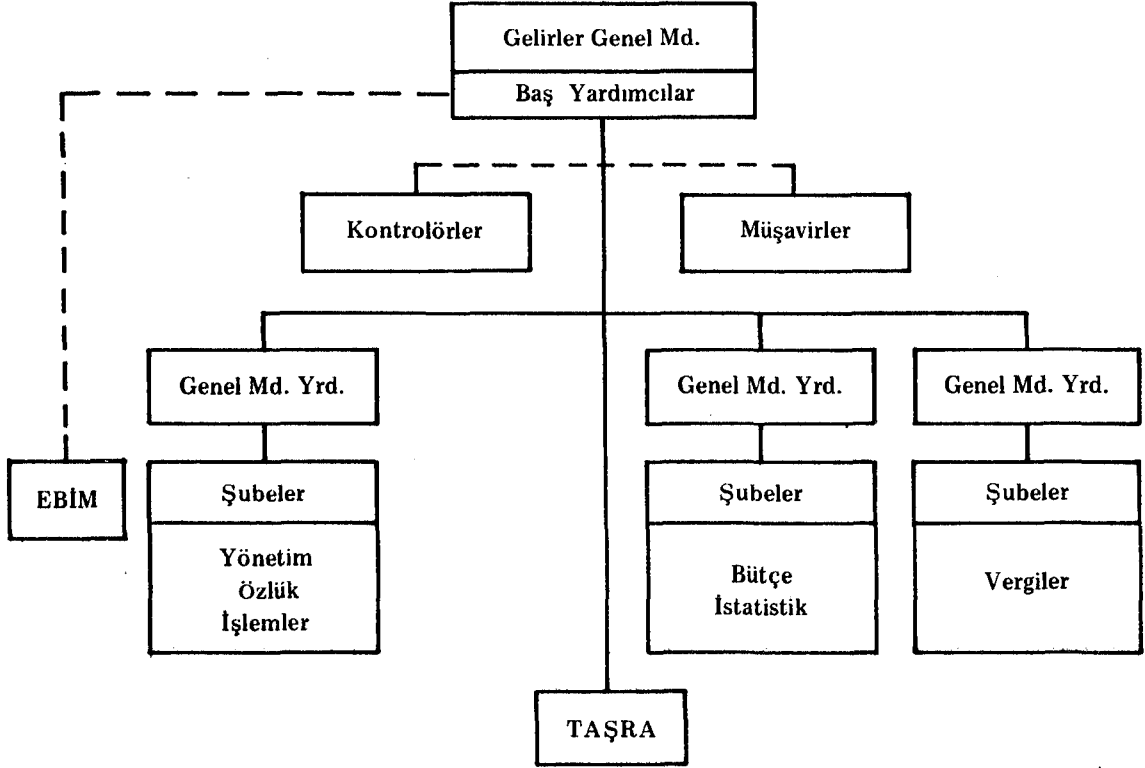 Gelirler Genel Md.
Baş Yardımcılar
Kontrolörler
Müşavirler
Genel Md. Yrd.
Genel Md. Yrd.
Genel Md. Yrd.
EBİM
Şubeler
Yönetim
Özlük
İşlemler
Şubeler
Bütçe
İstatistik
Şubeler
Vergiler
TAŞRA